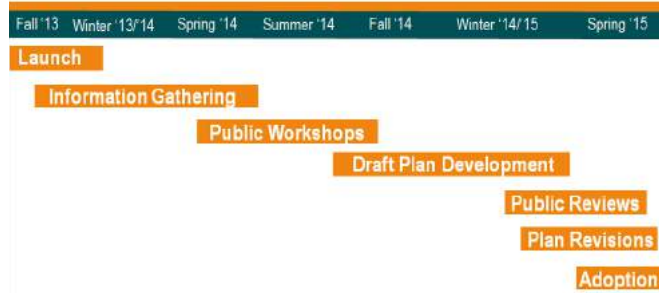 Fall '13 Winter '13/'14 Spring '14 Summer '14 Fall '14 Winter '14/'15 Spring '15
Launch
Information Gathering
Public Workshops
Draft Plan Development
Public Reviews
Plan Revisions
Adoption